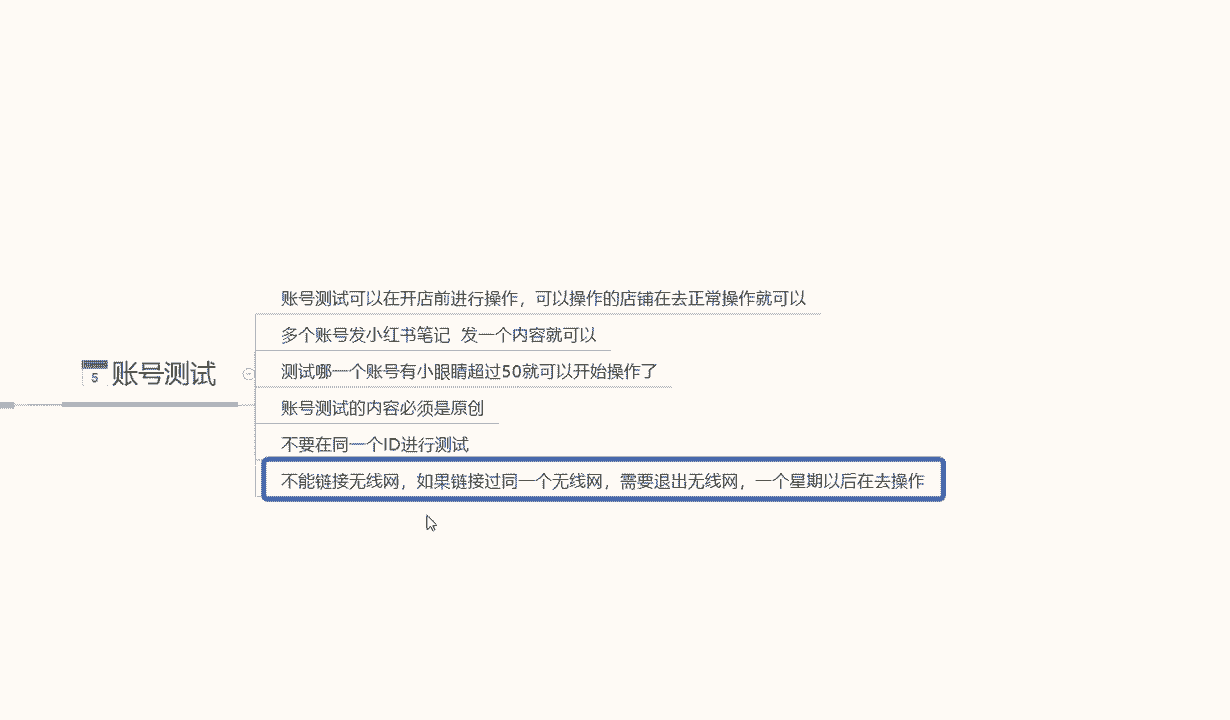 账号测试可以在开店前进行操作，可以操作的店铺在去正常操作就可以
多个账号发小红书笔记 发一个内容就可以
5 账号测试
测试哪一个账号有小眼睛超过50就可以开始操作了
账号测试的内容必须是原创
不要在同一个ID进行测试
不能链接无线网，如果链接过同一个无线网，需要退出无线网，一个星期以后在去操作